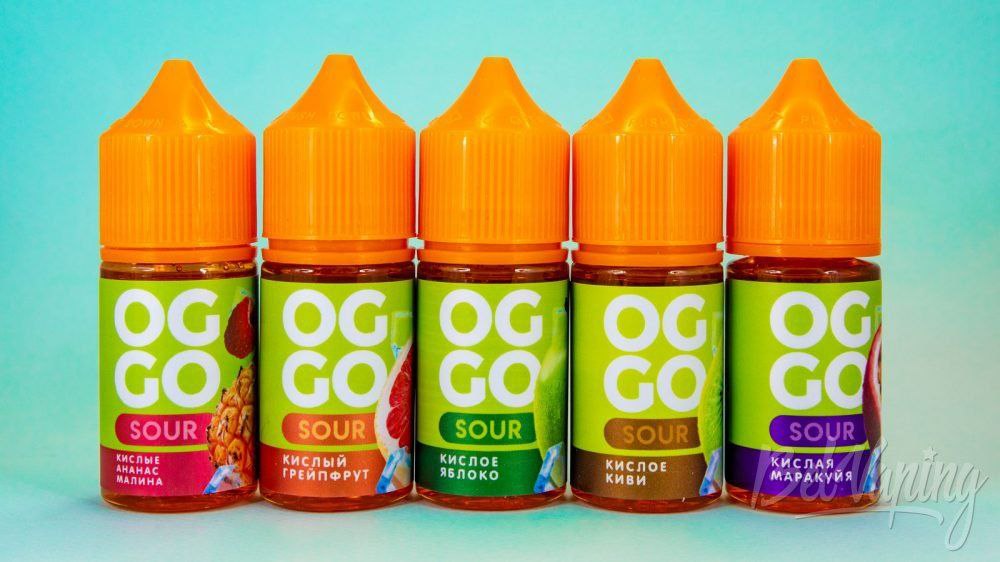 OG
GO
SOUR
КИСЛЫЕ
АНАНАС
МАЛИНА
OG
GO
SOUR
КИСЛЫЙ
ГРЕЙПФРУТ
OG
GO
SOUR
КИСЛОЕ
ЯБЛОКО
OG
GO
SOUR
КИСЛОЕ
КИВИ
OG
GO
SOUR
КИСЛАЯ
МАРАКУЙЯ
BelVaping